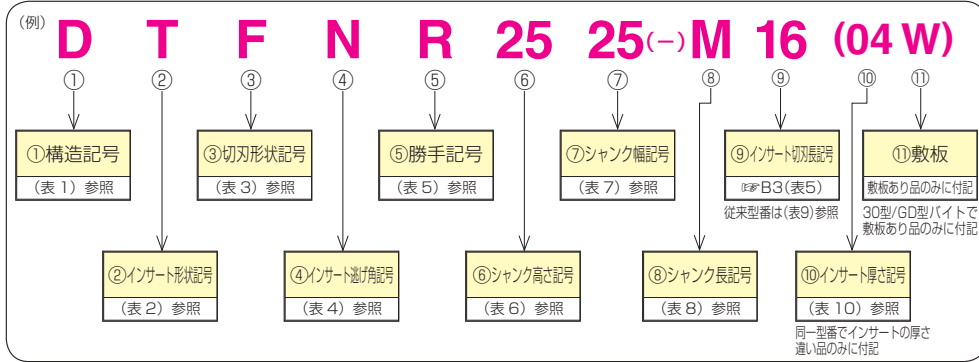 (例)
D T F N R 25 25(−)M 16 (04 W)
① ② ③ ④ ⑤ ⑥ ⑦ ⑧ ⑨ ⑩ ⑪
①構造記号
(表1)参照
③切刃形状記号
(表3)参照
⑤勝手記号
(表5)参照
⑦シャンク幅記号
(表7)参照
⑨インサート切刃長記号
☞B3(表5)
従来型番は(表9)参照
⑪敷板
敷板あり品のみに付記
30型/GD型バイトで
敷板あり品のみに付記
②インサート形状記号
(表2)参照
④インサート逃げ角記号
(表4)参照
⑥シャンク高さ記号
(表6)参照
⑧シャンク長記号
(表8)参照
⑩インサート厚さ記号
(表10)参照
同一型番でインサートの厚さ
違い品のみに付記